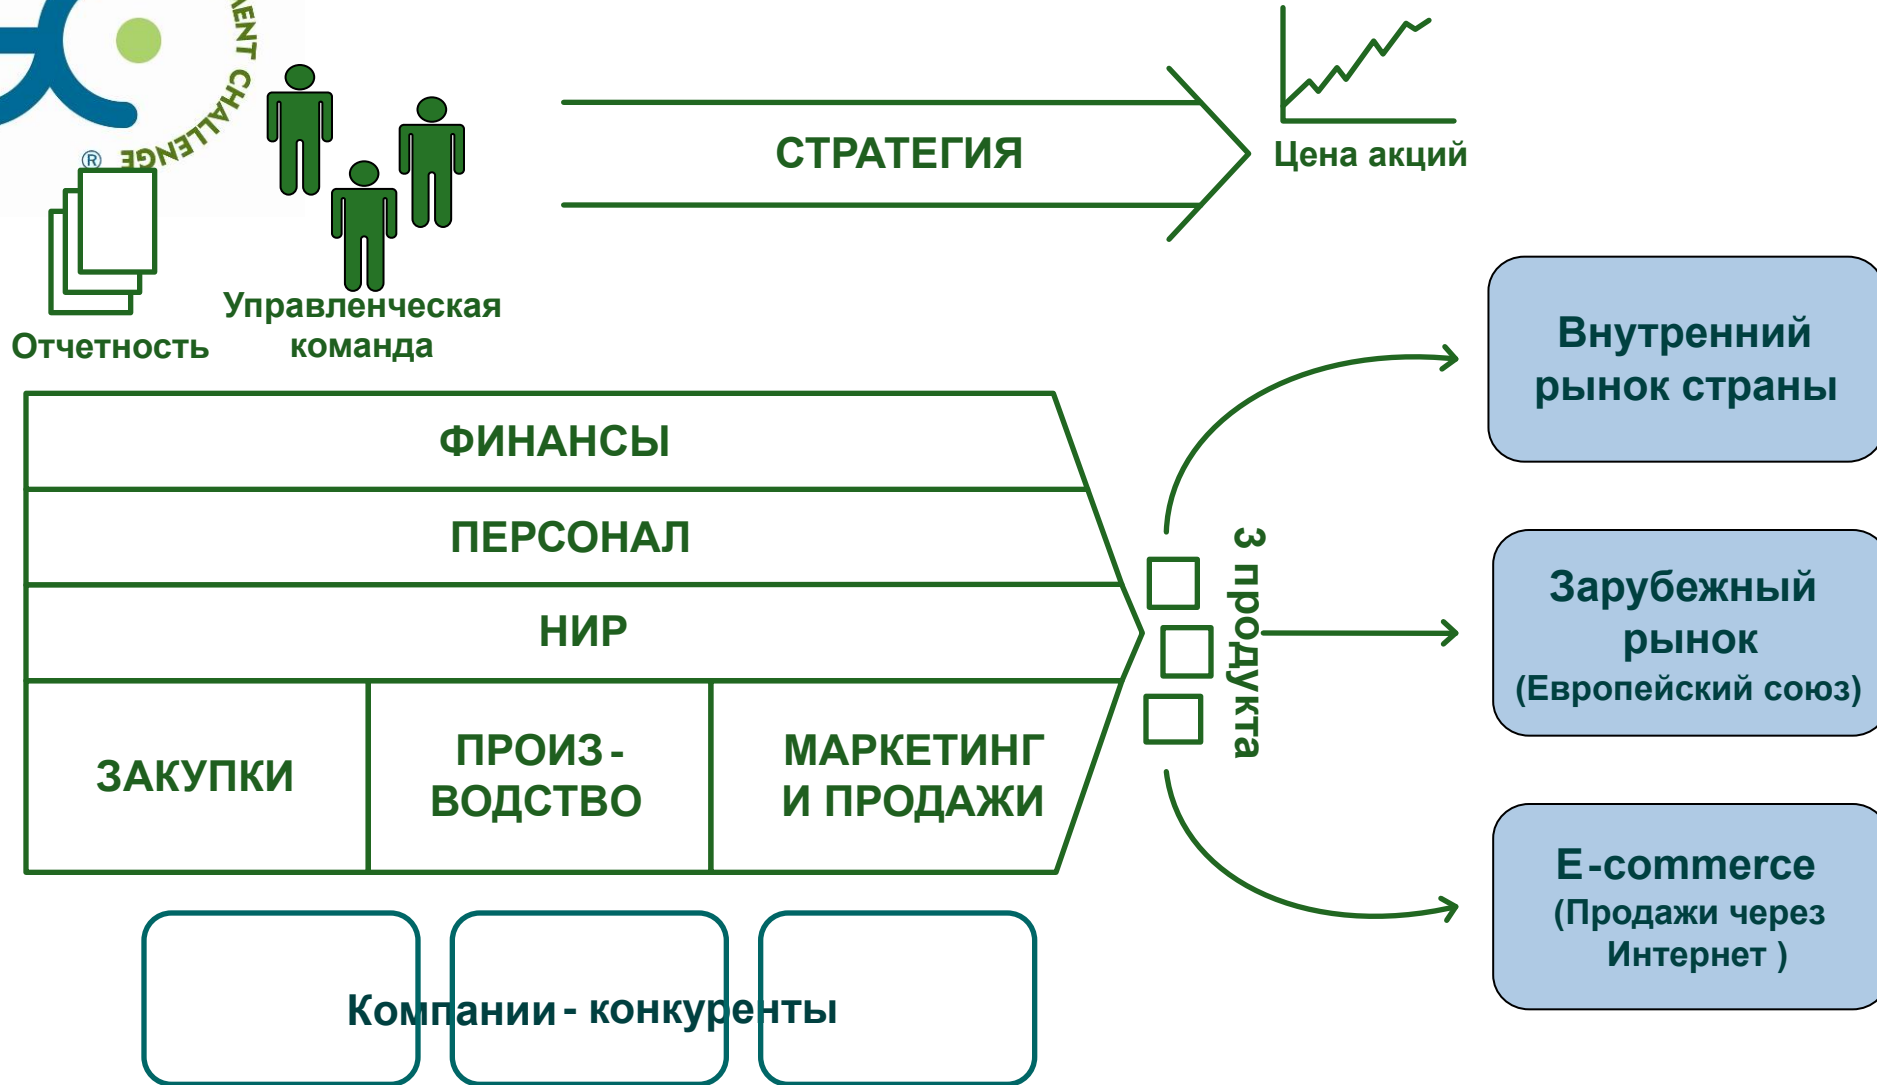 CHALLENGE
®
СТРАТЕГИЯ
Цена акций
Управленческая
команда
Отчетность
ФИНАНСЫ
ПЕРСОНАЛ
НИР
ЗАКУПКИ
ПРОИЗ-
ВОДСТВО
МАРКЕТИНГ
И ПРОДАЖИ
3 продукта
Внутренний
рынок страны
Зарубежный
рынок
(Европейский союз)
E-commerce
(Продажи через
Интернет )
Компании - конкуренты